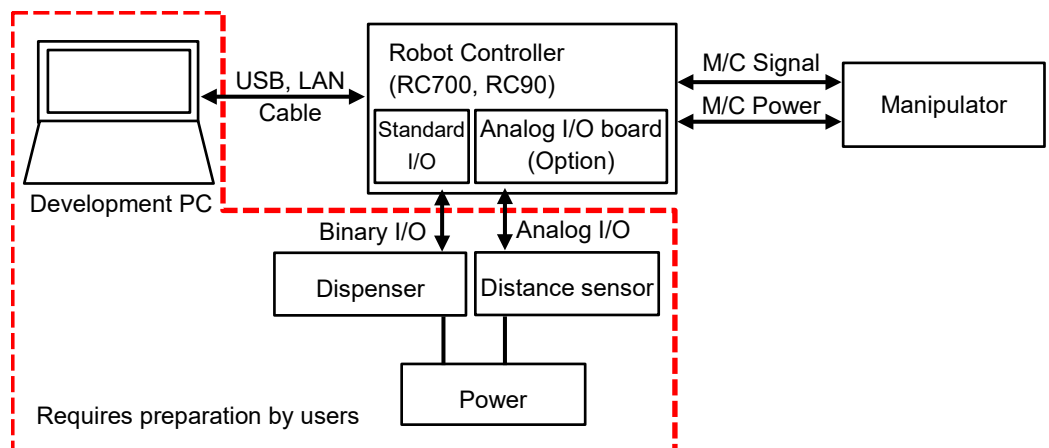 Robot Controller
(RC700, RC90)
USB, LAN
Cable
M/C Signal
M/C Power
Manipulator
Standard
I/O
Analog I/O board
(Option)
Development PC
Binary I/O
Analog I/O
Dispenser
Distance sensor
Power
Requires preparation by users